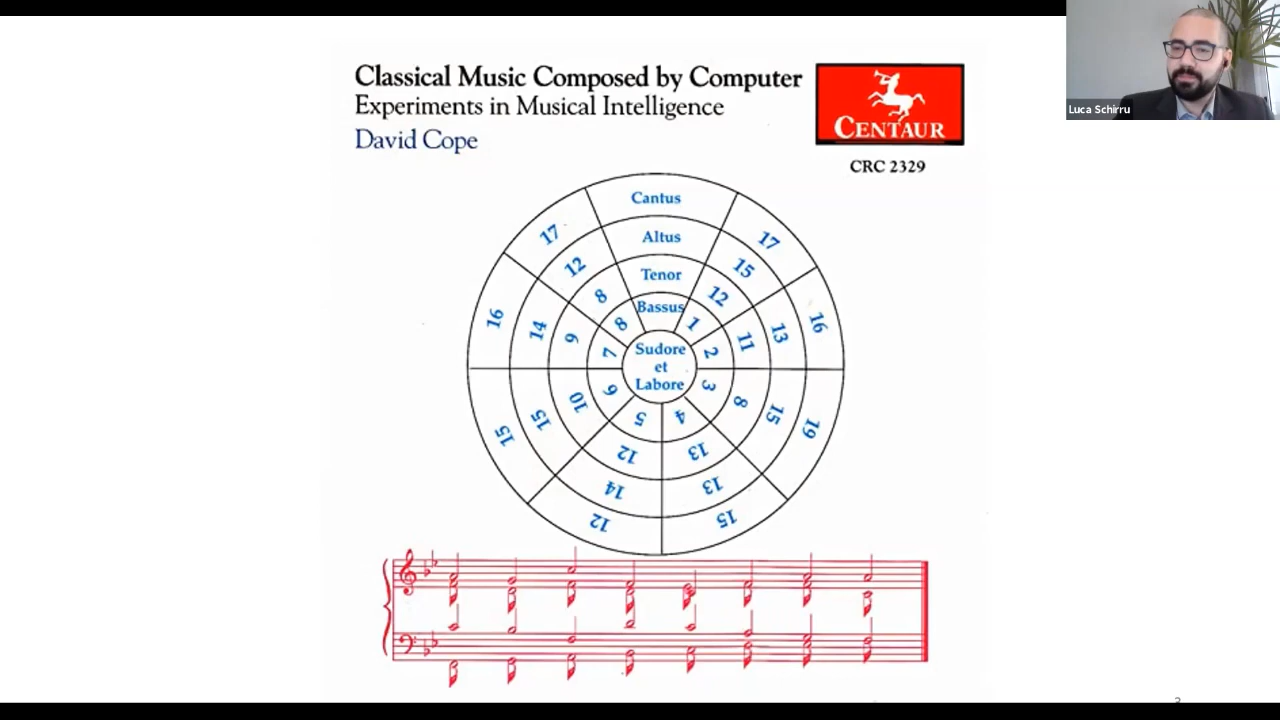 Classical Music Composed by Computer
Experiments in Musical Intelligence
David Cope
CENTAUR
CRC 2329
Luca Schirru
Cantus
Altus
Tenor
Bassus
Sudore
et
Labore
17
15
12
1
16
13
11
2
19
15
8
3
15
13
13
4
12
14
12
5
15
15
10
6
16
14
9
7
17
12
8
8
3